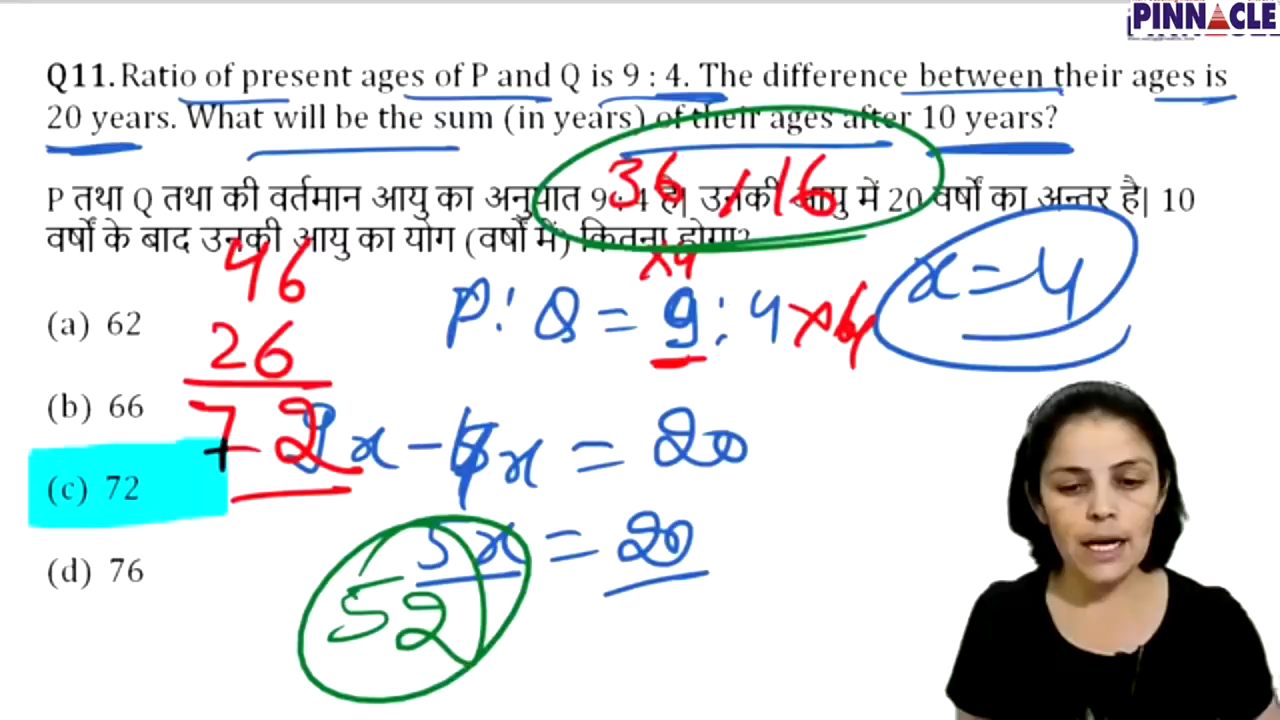 PINNACLE
Q11. Ratio of present ages of P and Q is 9 : 4. The difference between their ages is
20 years. What will be the sum (in years) of their ages after 10 years?
36 / 16
P तथा Q तथा की वर्तमान आयु का अनुपात 9 : 4 है। उनकी आयु में 20 वर्षों का अन्तर है। 10
वर्षों के बाद उनकी आयु का योग (वर्षों में) कितना होगा?
46
×4
x = 4
P : Q = 9 : 4 ×4
(a) 62
26
(b) 66
72
9x - 4x = 20
(c) 72
5x = 20
(d) 76
52